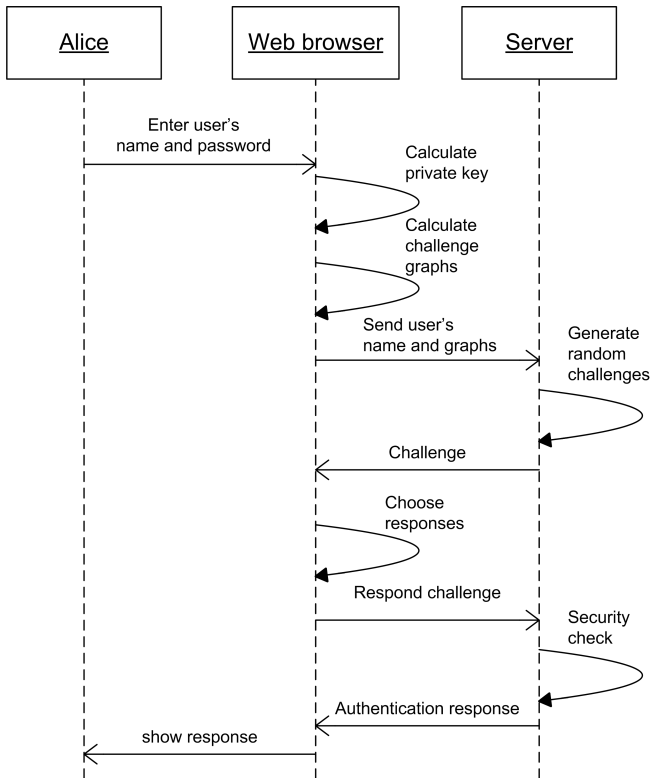 Alice
Web browser
Server
Enter user's
name and password
Calculate
private key
Calculate
challenge
graphs
Send user's
name and graphs
Generate
random
challenges
Challenge
Choose
responses
Respond challenge
Security
check
Authentication response
show response